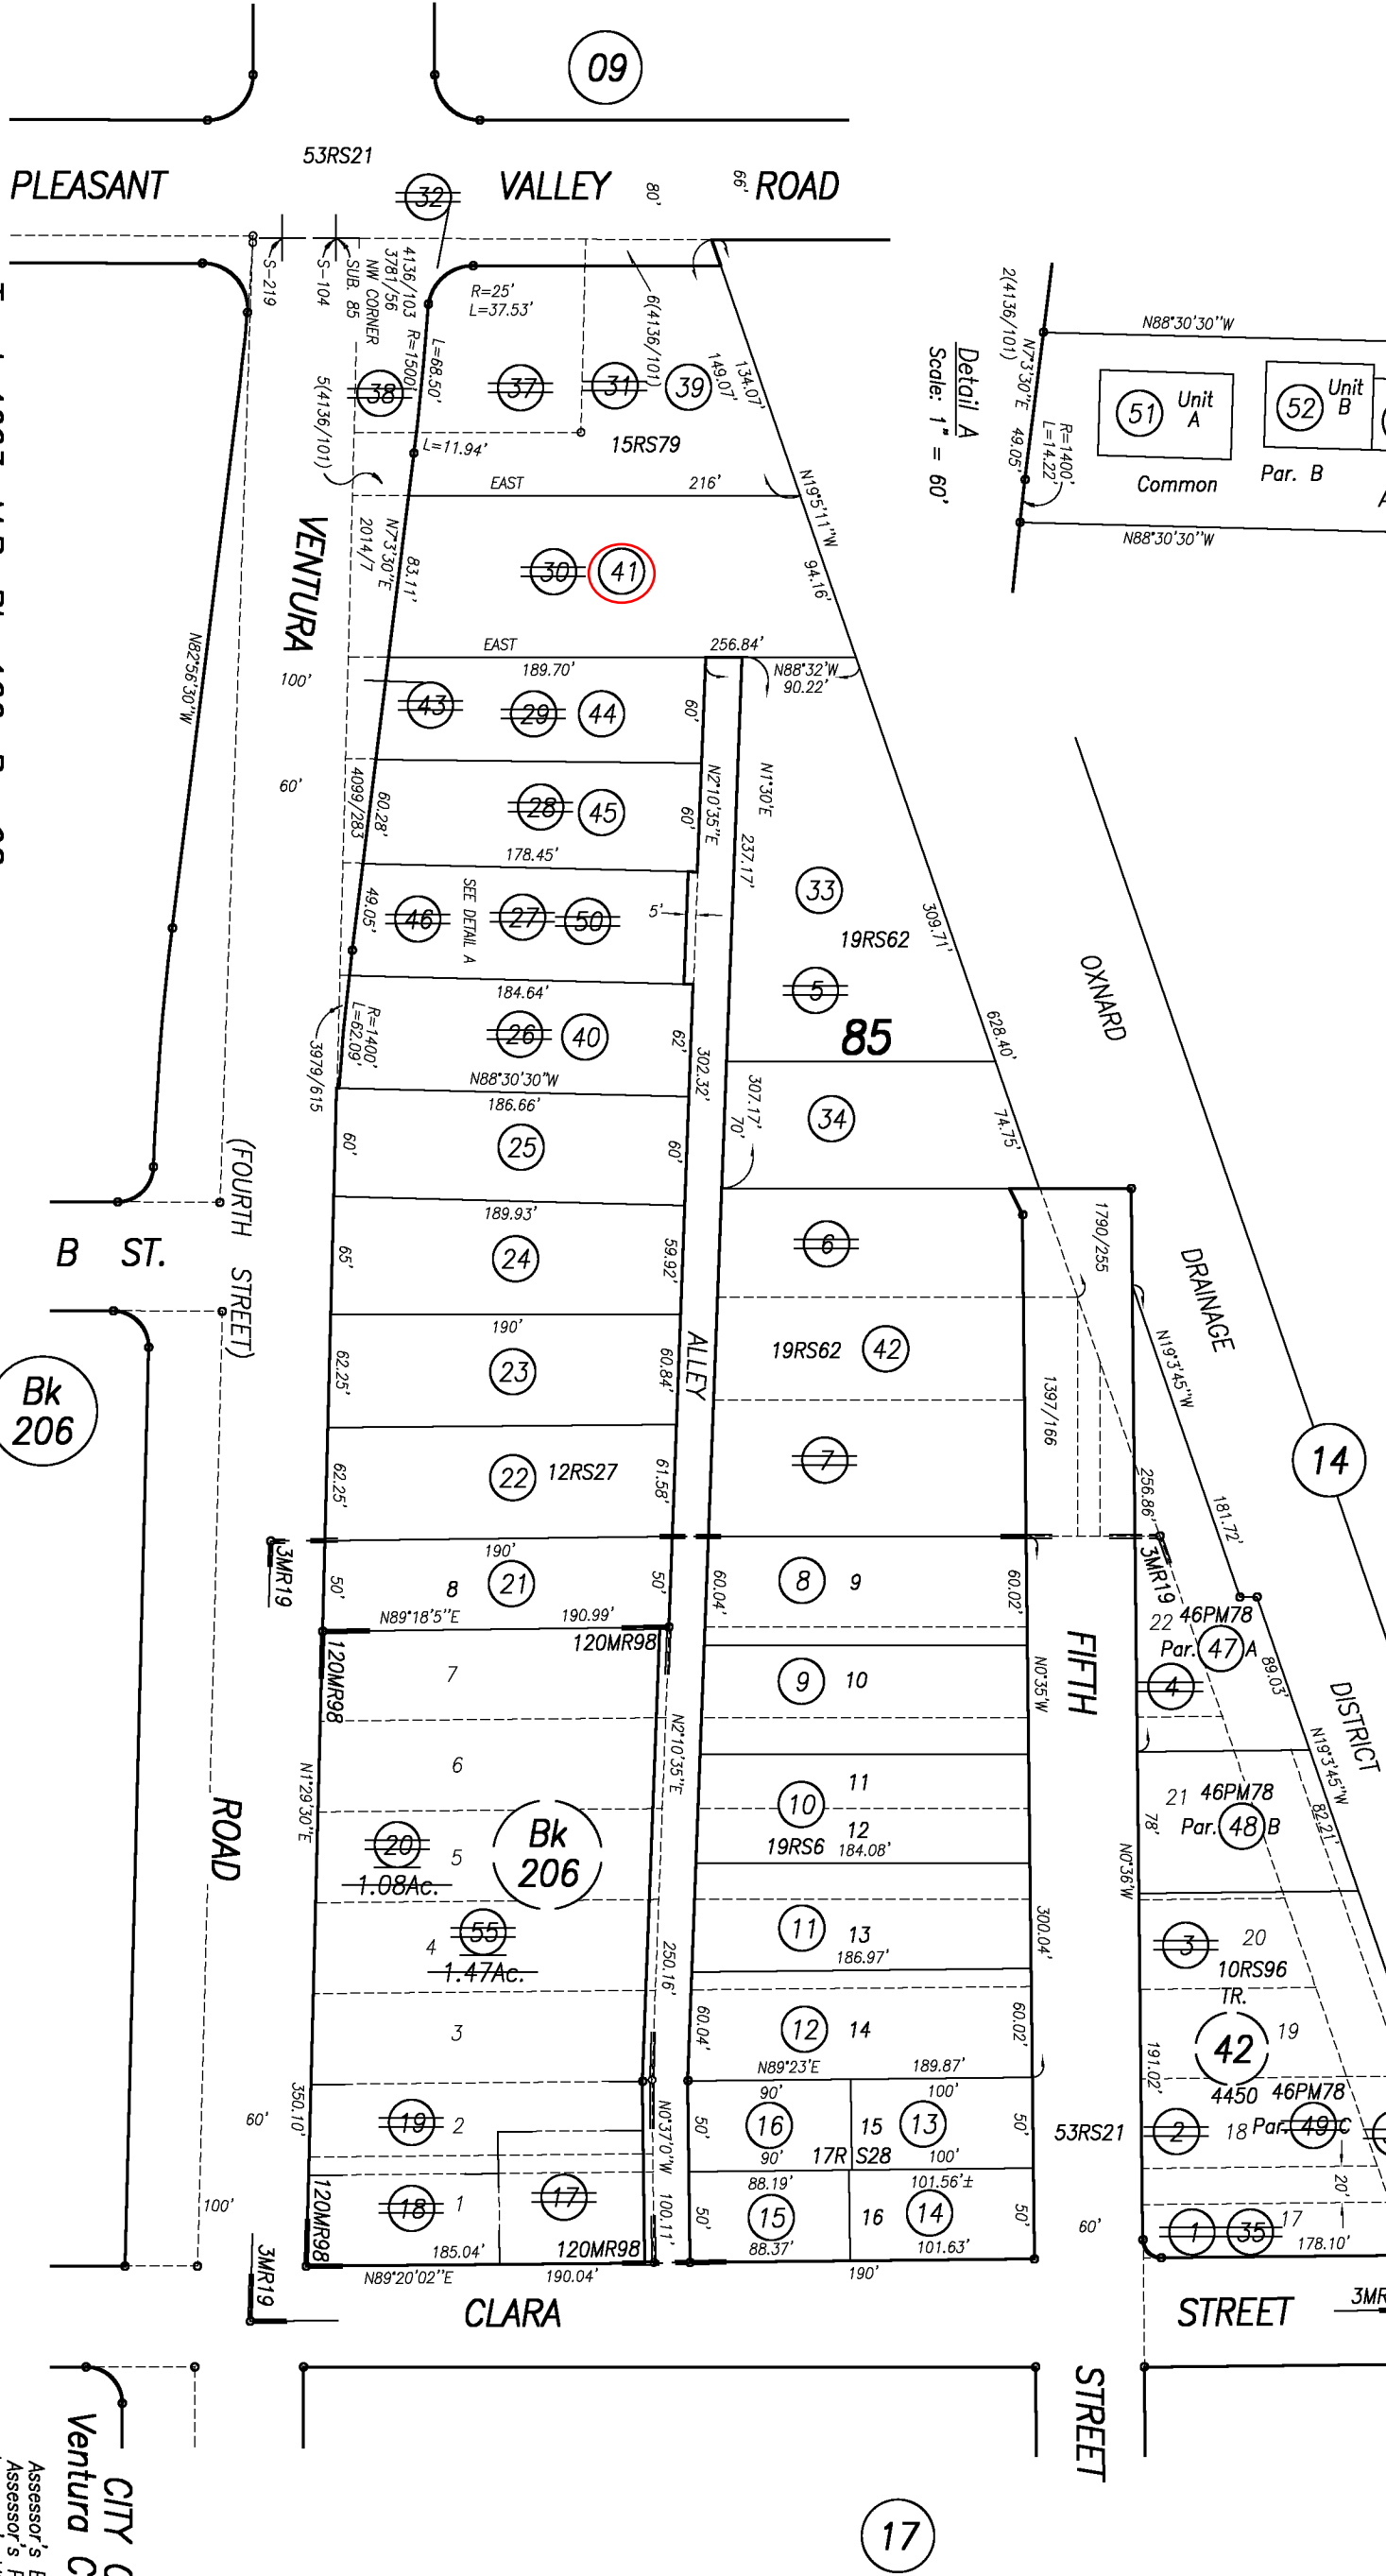 09
53RS21
PLEASANT VALLEY ROAD
80'
66'
32
S-219
S-104
SUB. 85
NW CORNER
3781/56
4136/103
R=25'
L=37.53'
6(4136/101)
R=1500'
L=68.50'
38
37
31
39
149.07'
134.07'
5(4136/101)
L=11.94'
15RS79
EAST 216'
N19°5'11"W
94.16'
Detail A
Scale: 1" = 60'
2(4136/101)
N7°3'30"E 49.05'
R=1400'
L=14.22'
N88°30'30"W
51
Unit
A
52
Unit
B
Common
Par. B
N88°30'30"W
VENTURA
2014/7
N7°3'30"E
83.11'
30
41
EAST 256.84'
189.70'
N88°32'W
90.22'
N82°56'30"W
100'
43
29
44
60'
60'
4099/283
60.28'
28
45
60'
N2°10'35"E
N1°30'E
237.17'
178.45'
49.05'
46
SEE DETAIL A
27
50
5'
33
19RS62
309.71'
5
85
OXNARD
628.40'
184.64'
R=1400'
L=62.09'
3979/615
26
40
62'
302.32'
N88°30'30"W
186.66'
60'
25
60'
307.17'
70'
34
74.75'
189.93'
(FOURTH STREET)
65'
24
59.92'
6
1790/255
B ST.
DRAINAGE
190'
62.25'
23
60.84'
ALLEY
19RS62
42
1397/166
N19°3'45"W
Bk
206
14
62.25'
22
12RS27
61.58'
7
256.86'
181.72'
3MR19
190'
50'
8
21
50'
60.04'
8
9
60.02'
3MR19
N89°18'5"E 190.99'
120MR98
120MR98
22
46PM78
Par. 47 A
89.03'
FIFTH
7
9
10
N0°35'W
4
DISTRICT
N2°10'35"E
N19°3'45"W
N1°29'30"E
6
11
10
12
19RS6
184.08'
21
46PM78
Par. 48 B
82.21'
78'
N0°36'W
ROAD
20
5
1.08Ac.
Bk
206
55
4
1.47Ac.
250.16'
11
13
186.97'
300.04'
3
20
10RS96
TR.
42
4450
19
3
60.04'
12
14
60.02'
191.02'
N89°23'E 189.87'
350.10'
60'
19
2
N0°37'0"W
50'
90'
16
90'
15
17RS28
100'
13
100'
50'
53RS21
2
18
46PM78
Par. 49 C
20'
100'
120MR98
18
1
17
100.11'
50'
88.19'
15
88.37'
16
101.56'±
14
101.63'
50'
60'
1
35
17
178.10'
185.04'
120MR98
N89°20'02"E 190.04'
190'
3MR19
CLARA STREET
3MR
STREET
17
CITY
Ventura
Assessor's
Assessor's